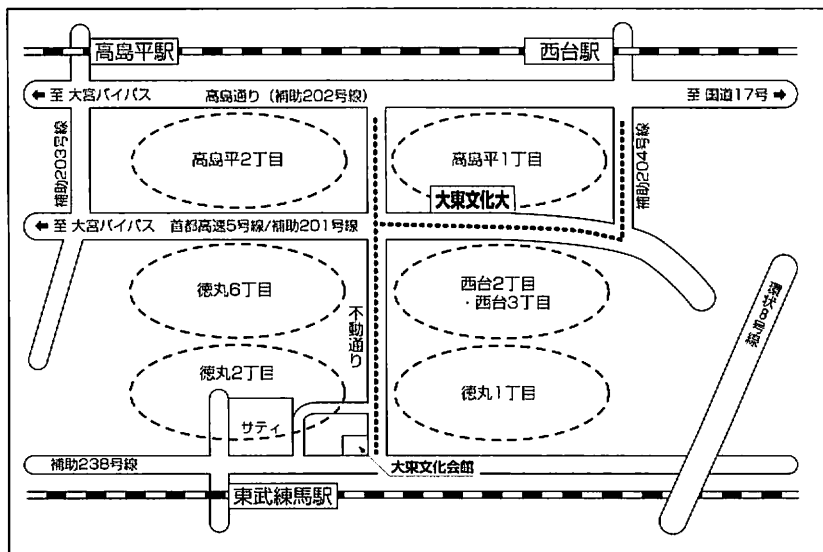 高島平駅
西台駅
← 至 大宮バイパス
高島通り（補助202号線）
至 国道17号 →
補助203号線
高島平2丁目
高島平1丁目
補助204号線
大東文化大
← 至 大宮バイパス
首都高速5号線/補助201号線
徳丸6丁目
西台2丁目
・西台3丁目
環状8号線
不動通り
徳丸2丁目
徳丸1丁目
サティ
補助238号線
大東文化会館
東武練馬駅